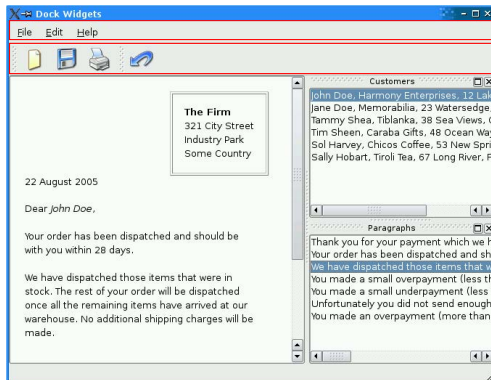 Dock Widgets
File Edit Help
The Firm
321 City Street
Industry Park
Some Country
22 August 2005
Dear John Doe,
Your order has been dispatched and should be
with you within 28 days.
We have dispatched those items that were in
stock. The rest of your order will be dispatched
once all the remaining items have arrived at our
warehouse. No additional shipping charges will be
made.
Customers
John Doe, Harmony Enterprises, 12 Lak
Jane Doe, Memorabilia, 23 Watersedge,
Tammy Shea, Tiblanka, 38 Sea Views,
Tim Sheen, Caraba Gifts, 48 Ocean Wa
Sol Harvey, Chicos Coffee, 53 New Spri
Sally Hobart, Tiroli Tea, 67 Long River,
Paragraphs
Thank you for your payment which we
Your order has been dispatched and sh
We have dispatched those items that
You made a small overpayment (less
You made a small underpayment (less
Unfortunately you did not send enough
You made an overpayment (more than